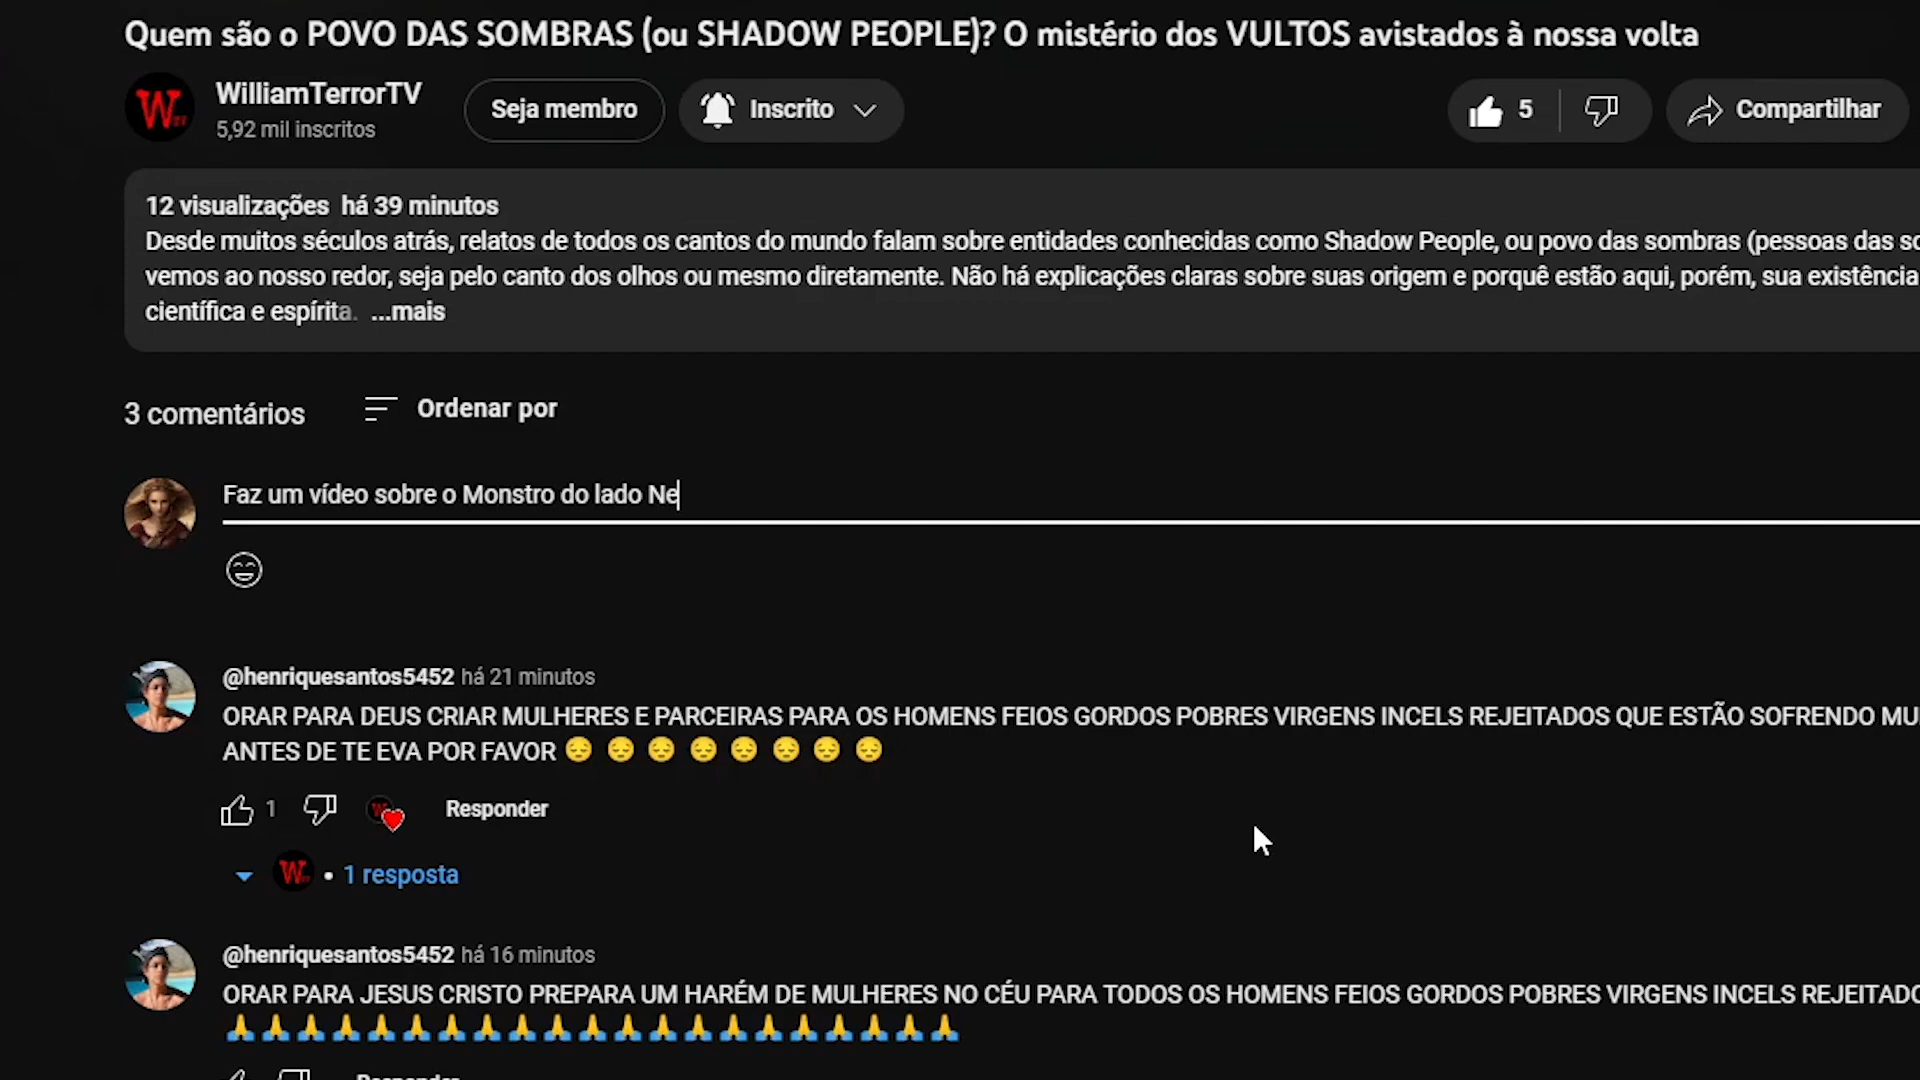 Quem são o POVO DAS SOMBRAS (ou SHADOW PEOPLE)? O mistério dos VULTOS avistados à nossa volta
WilliamTerrorTV
5,92 mil inscritos
Seja membro
Inscrito
5
Compartilhar
12 visualizações há 39 minutos
Desde muitos séculos atrás, relatos de todos os cantos do mundo falam sobre entidades conhecidas como Shadow People, ou povo das sombras (pessoas das so
vemos ao nosso redor, seja pelo canto dos olhos ou mesmo diretamente. Não há explicações claras sobre suas origem e porquê estão aqui, porém, sua existência
científica e espírita. ...mais
3 comentários
Ordenar por
Faz um vídeo sobre o Monstro do lado Ne
@henriquesantos5452 há 21 minutos
ORAR PARA DEUS CRIAR MULHERES E PARCEIRAS PARA OS HOMENS FEIOS GORDOS POBRES VIRGENS INCELS REJEITADOS QUE ESTÃO SOFRENDO MU
ANTES DE TE EVA POR FAVOR 😔 😔 😔 😔 😔 😔 😔 😔
1
Responder
W
• 1 resposta
@henriquesantos5452 há 16 minutos
ORAR PARA JESUS CRISTO PREPARA UM HARÉM DE MULHERES NO CÉU PARA TODOS OS HOMENS FEIOS GORDOS POBRES VIRGENS INCELS REJEITADO
🙏🙏🙏🙏🙏🙏🙏🙏🙏🙏🙏🙏🙏🙏🙏🙏🙏🙏🙏🙏🙏
Responder